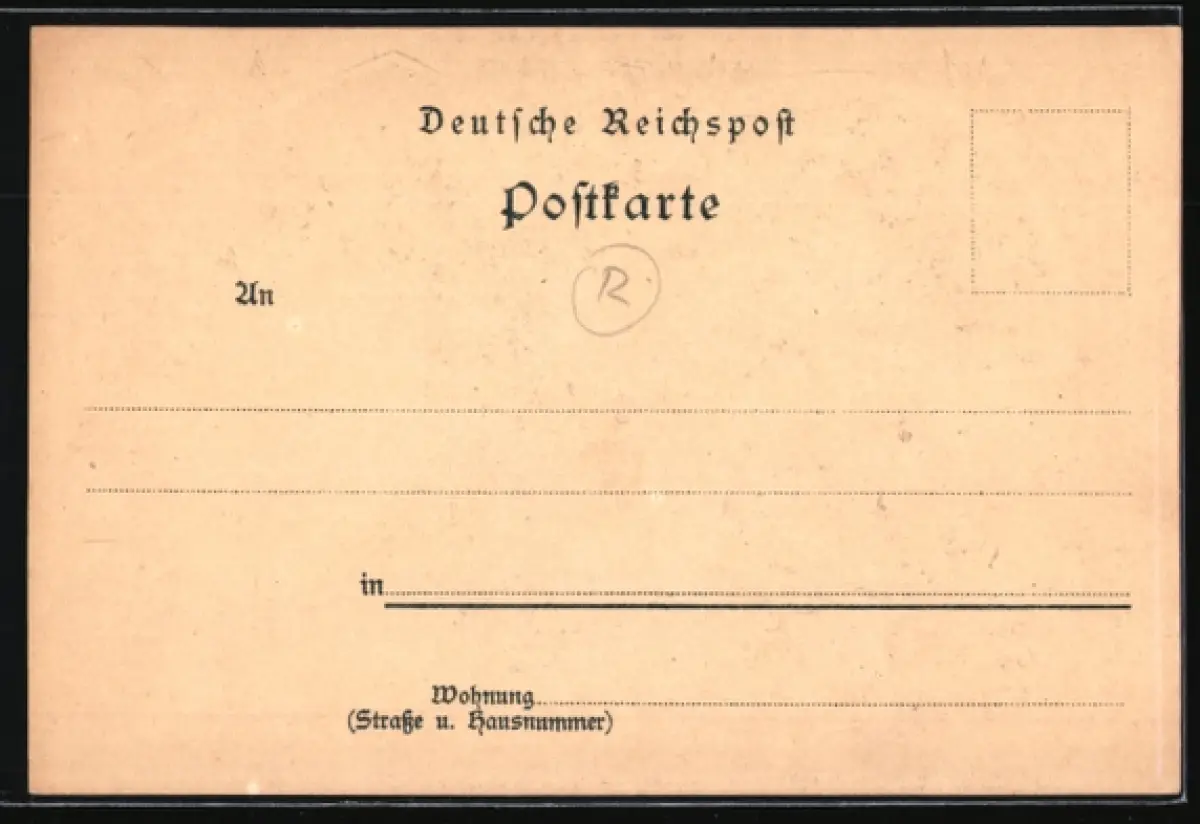 Deutſche Reichspoſt
Poſtkarte
An
R
in
Wohnung
(Straße u. Hausnummer)